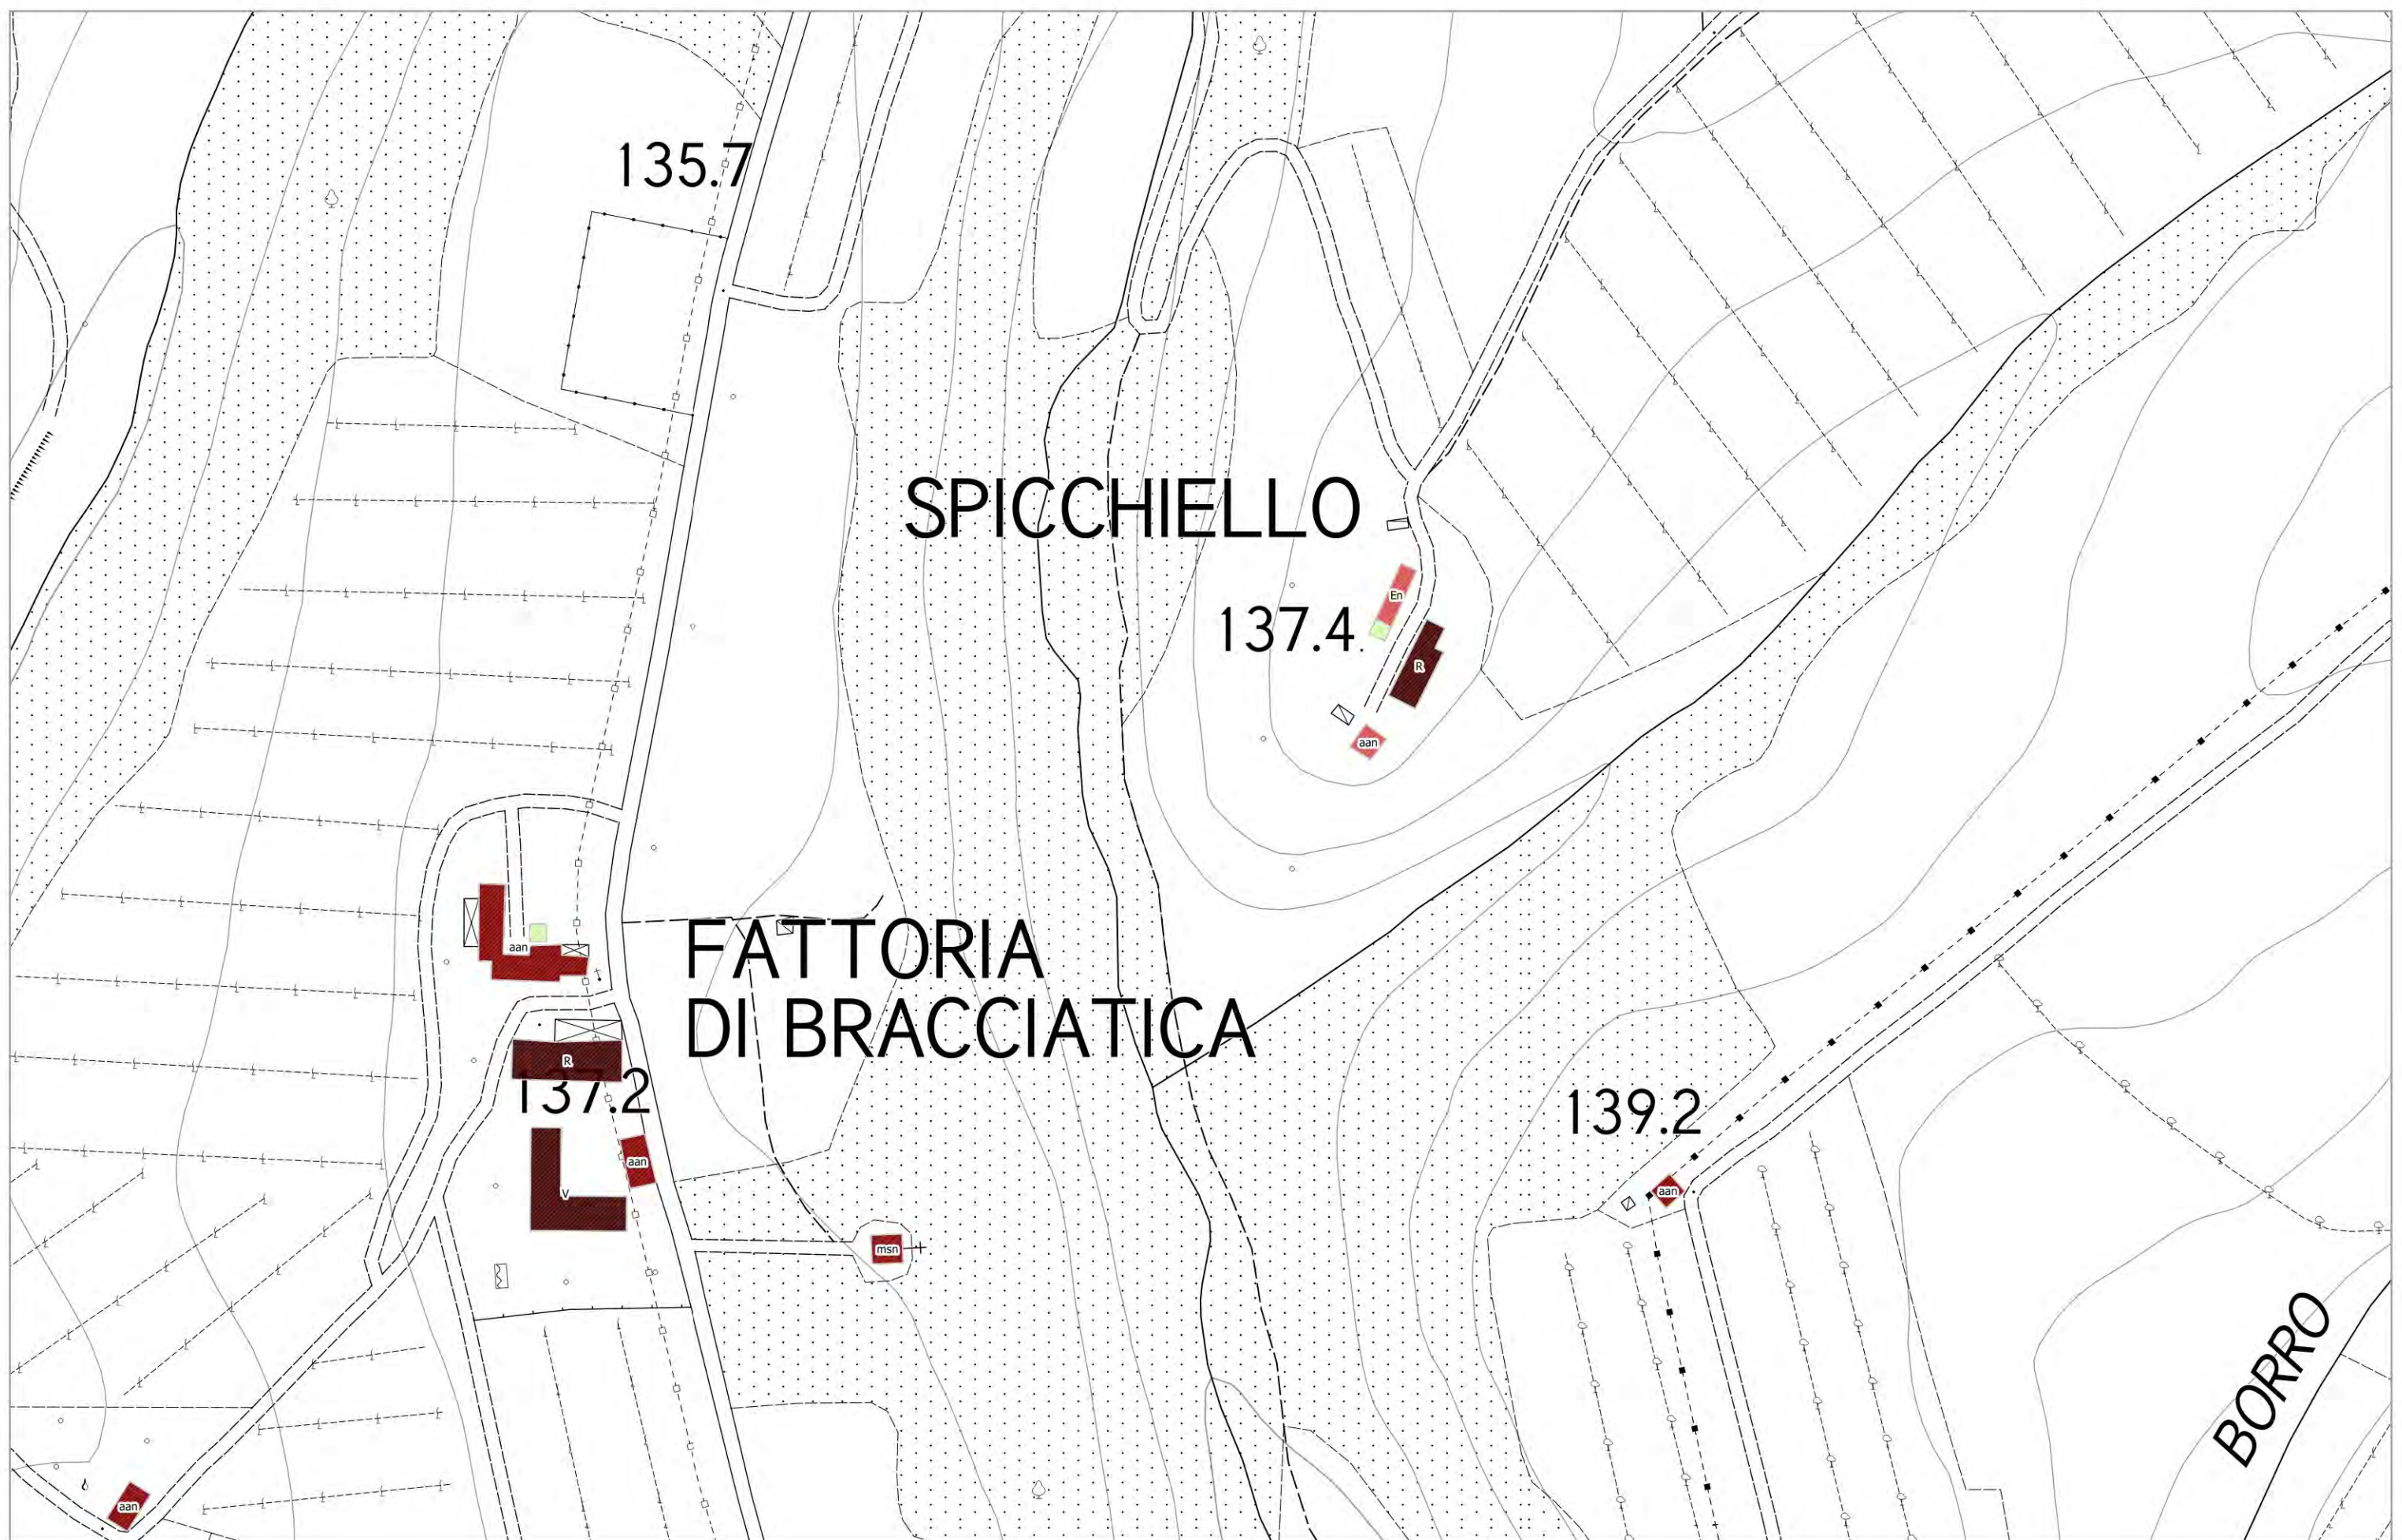 135.7
SPICCHIELLO
En
137.4
R
aan
FATTORIA
DI BRACCIATICA
aan
R
137.2
139.2
aan
V
aan
msn
BORRO
aan